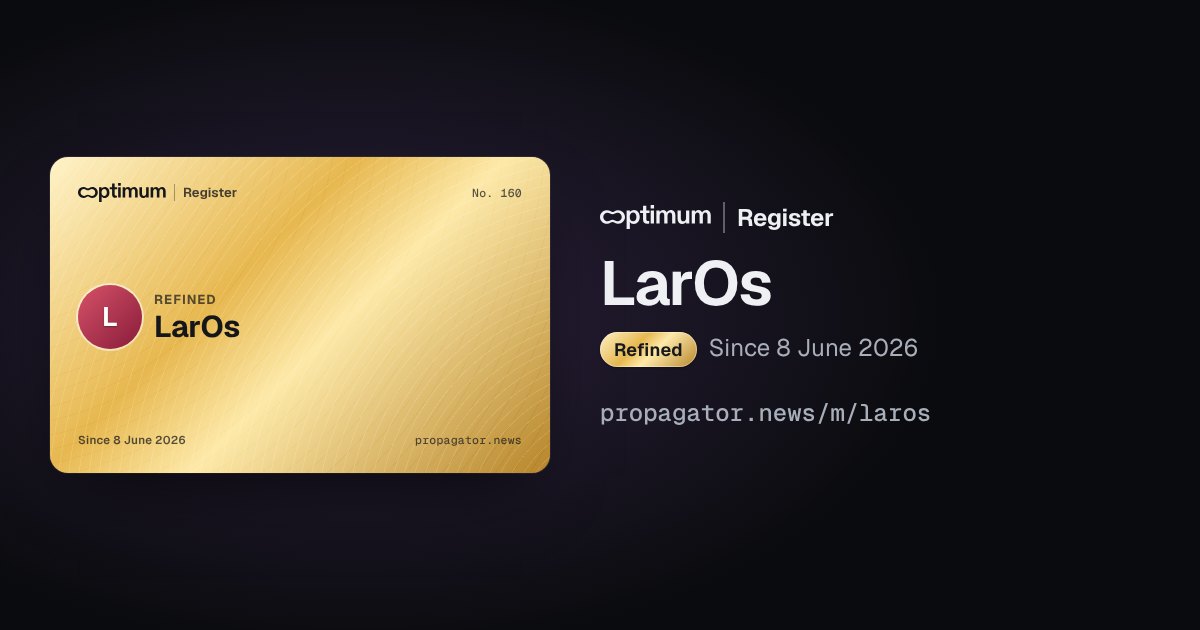 optimum | Register
No. 160
L
REFINED
LarOs
Since 8 June 2026
propagator.news
optimum | Register
LarOs
Refined
Since 8 June 2026
propagator.news/m/laros